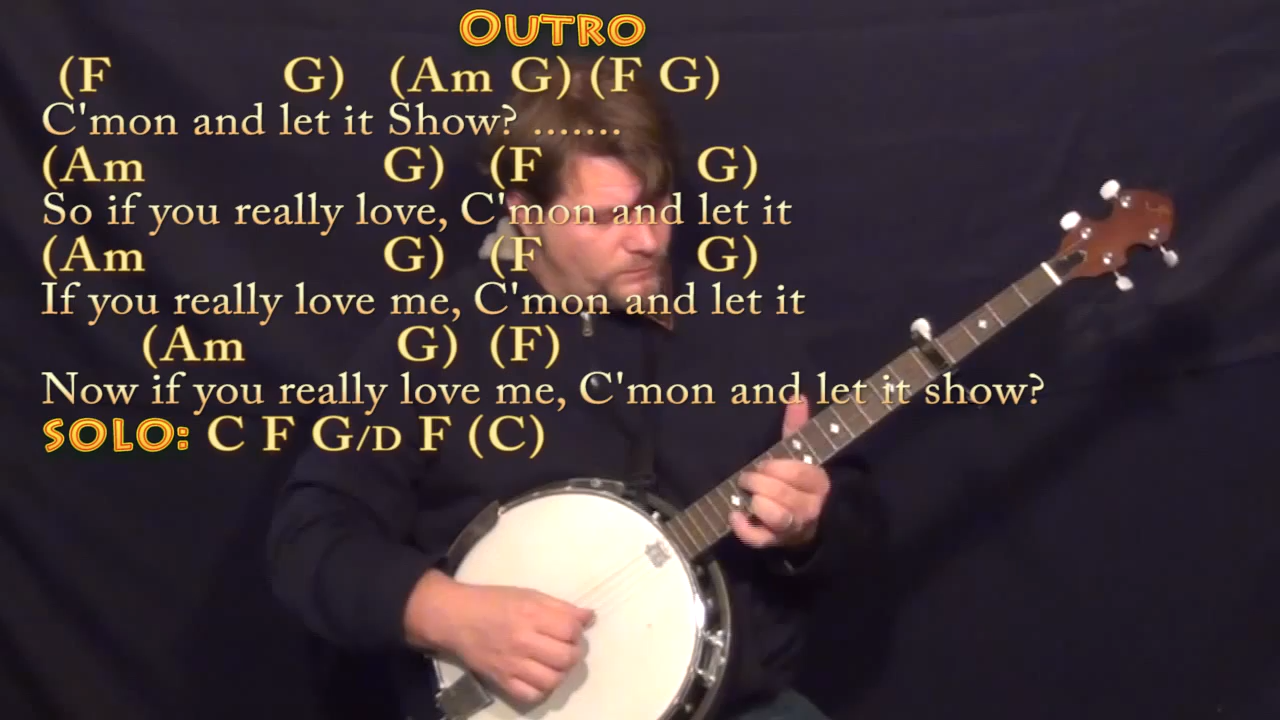 OUTRO
(F G) (Am G) (F G)
C'mon and let it Show? .......
(Am G) (F G)
So if you really love, C'mon and let it
(Am G) (F G)
If you really love me, C'mon and let it
(Am G) (F)
Now if you really love me, C'mon and let it show?
SOLO: C F G/D F (C)